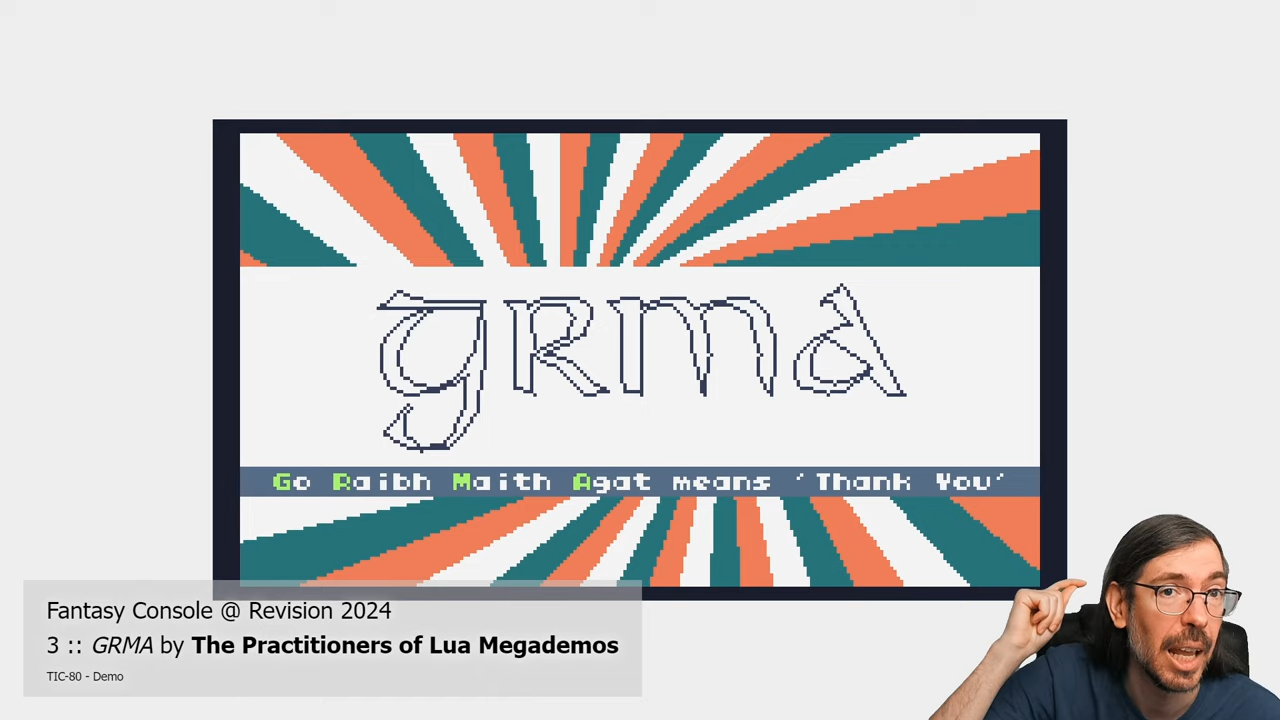 grma
Go Raibh Maith Agat means 'Thank You'
Fantasy Console @ Revision 2024
3 :: GRMA by The Practitioners of Lua Megademos
TIC-80 - Demo